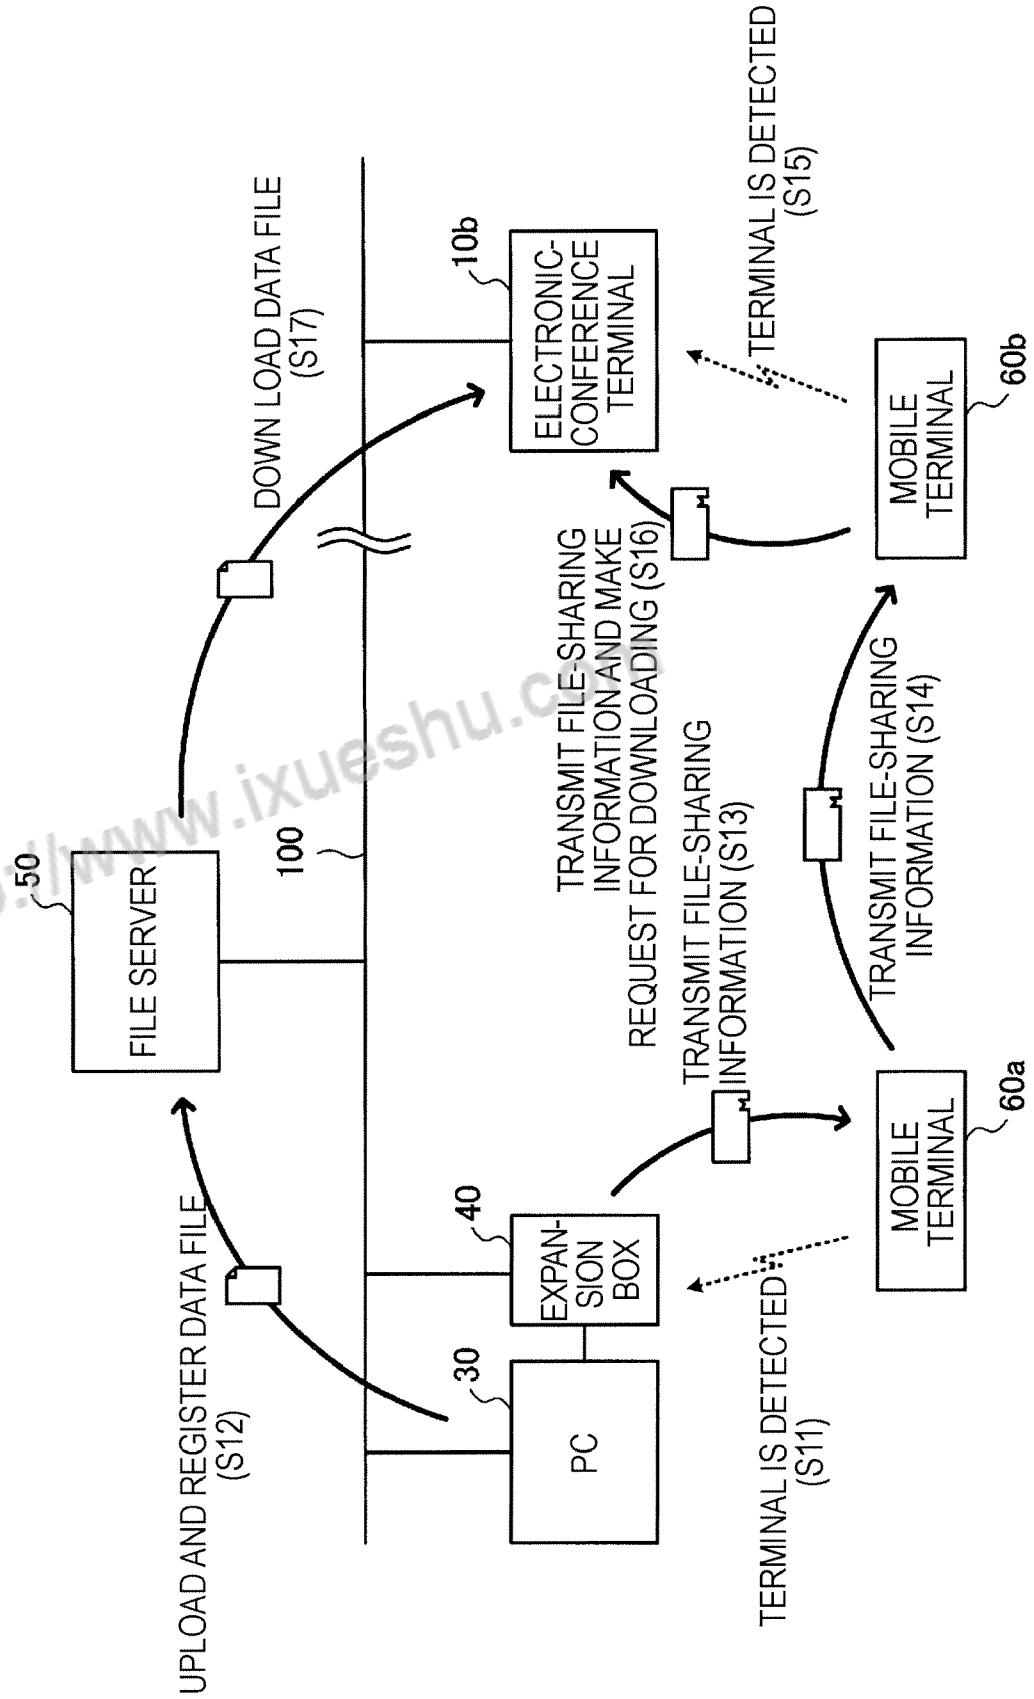 UPLOAD AND REGISTER DATA FILE
(S12)
50
FILE SERVER
DOWN LOAD DATA FILE
(S17)
100
30
PC
40
EXPAN-
SION
BOX
10b
ELECTRONIC-
CONFERENCE
TERMINAL
TRANSMIT FILE-SHARING
INFORMATION AND MAKE
REQUEST FOR DOWNLOADING (S16)
TRANSMIT FILE-SHARING
INFORMATION (S13)
TERMINAL IS DETECTED
(S11)
TERMINAL IS DETECTED
(S15)
TRANSMIT FILE-SHARING
INFORMATION (S14)
MOBILE
TERMINAL
60a
MOBILE
TERMINAL
60b
://www.ixueshu.com